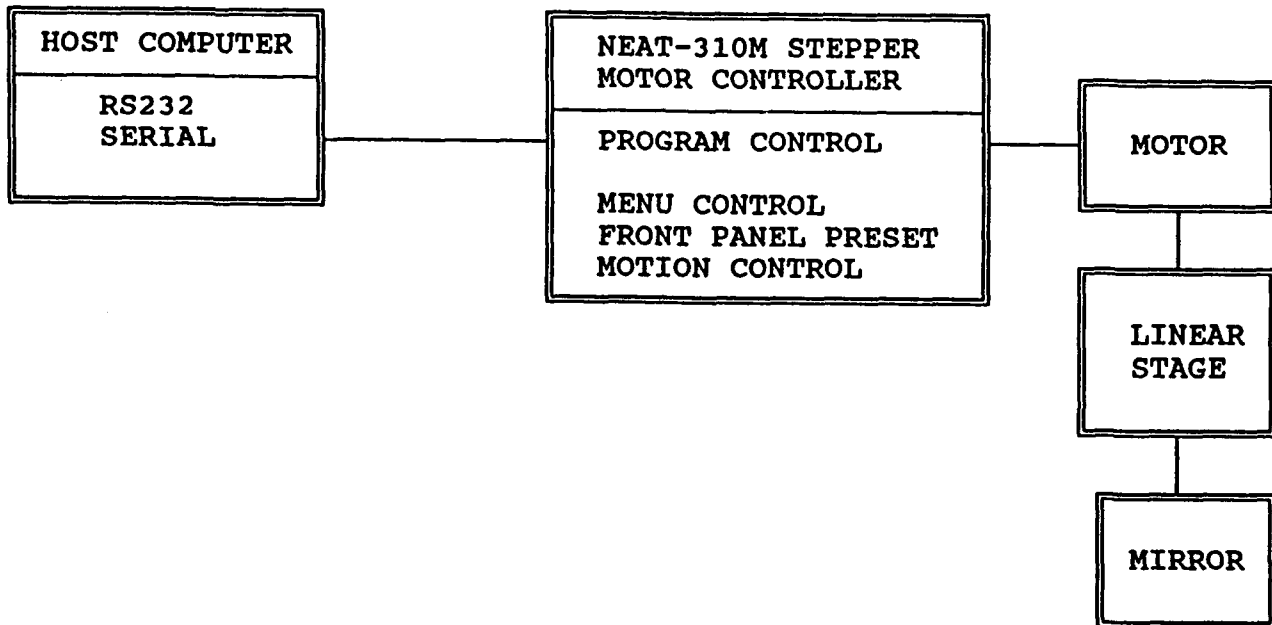 HOST COMPUTER
RS232
SERIAL
NEAT-310M STEPPER
MOTOR CONTROLLER
PROGRAM CONTROL
MENU CONTROL
FRONT PANEL PRESET
MOTION CONTROL
MOTOR
LINEAR
STAGE
MIRROR